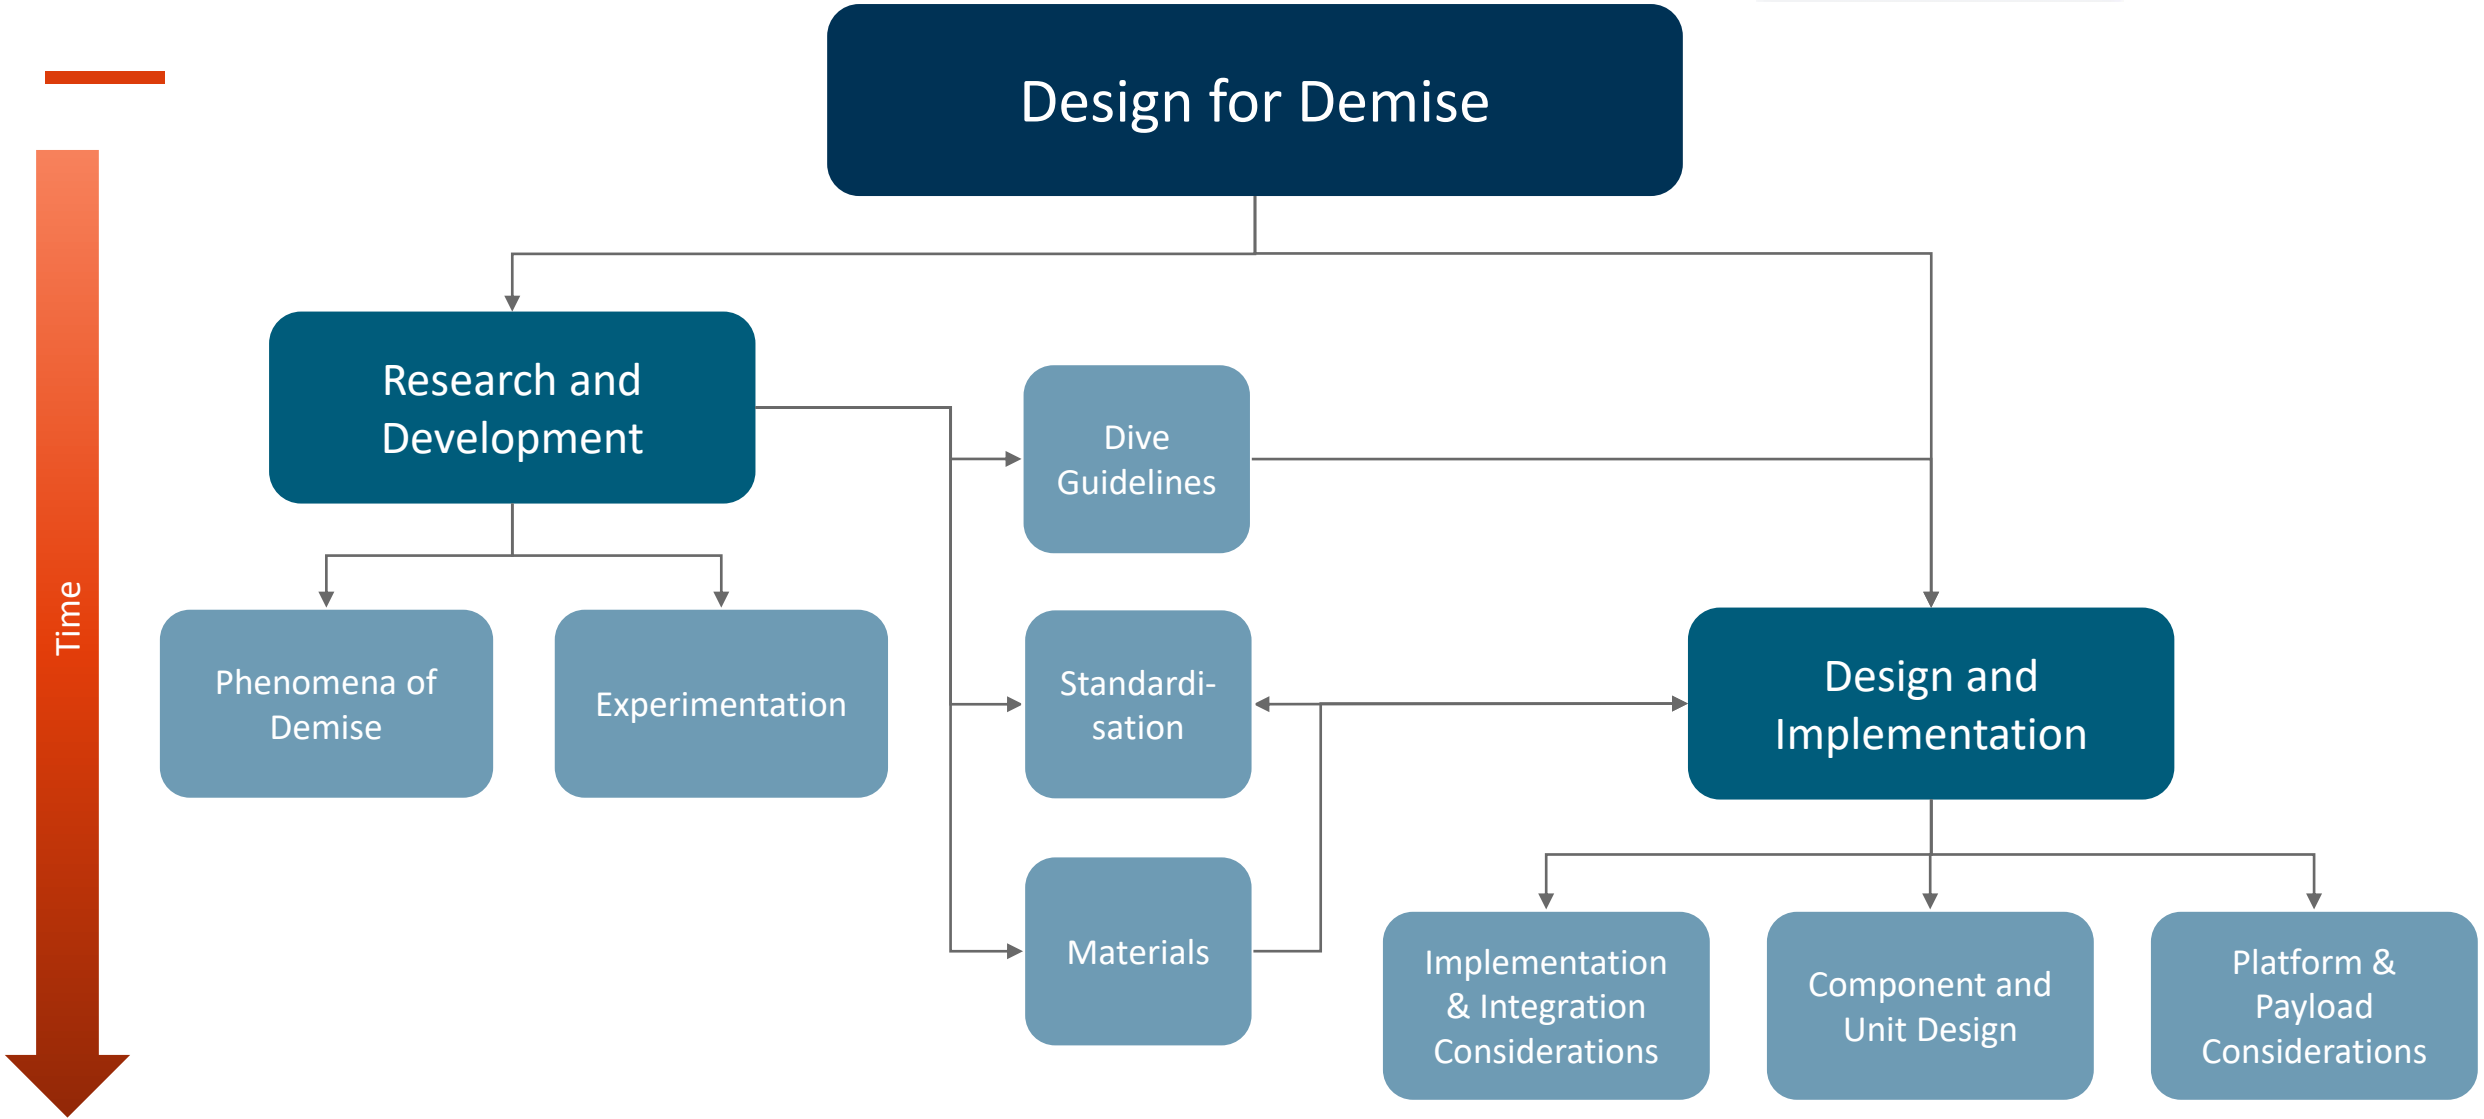 Design for Demise
Time
Research and
Development
Dive
Guidelines
Phenomena of
Demise
Experimentation
Standardi-
sation
Design and
Implementation
Materials
Implementation
& Integration
Considerations
Component and
Unit Design
Platform &
Payload
Considerations